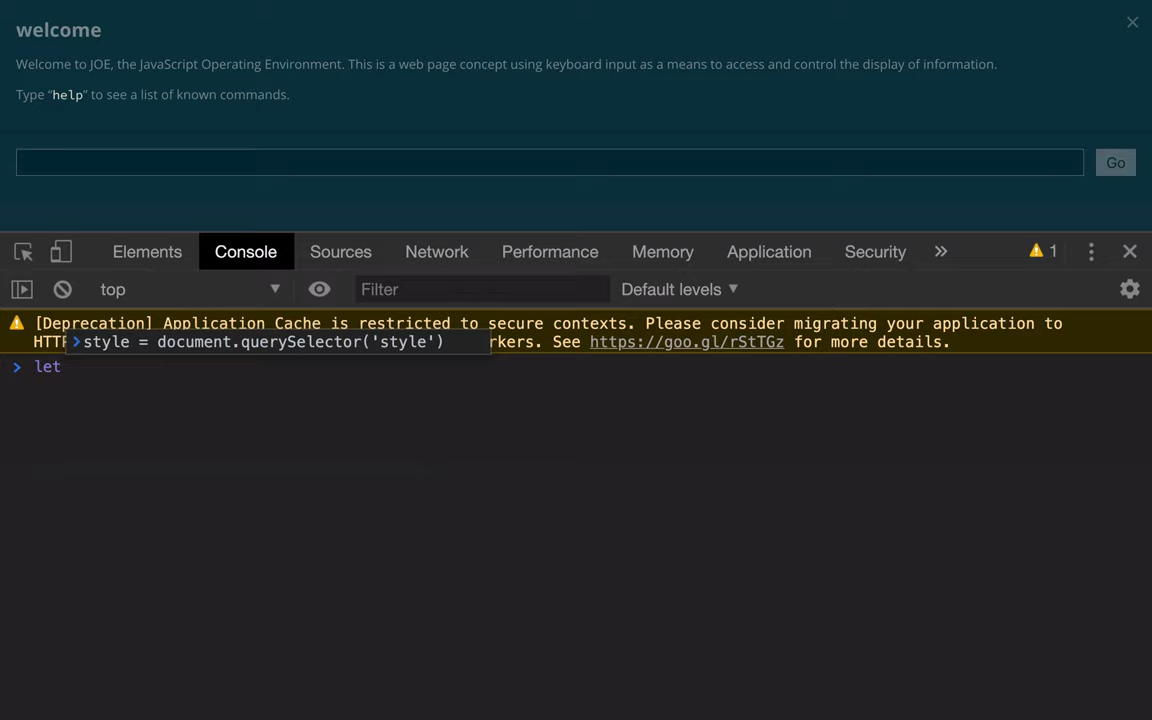 welcome
Welcome to JOE, the JavaScript Operating Environment. This is a web page concept using keyboard input as a means to access and control the display of information.
Type “help” to see a list of known commands.
Go
Elements Console Sources Network Performance Memory Application Security » 1
top Filter Default levels
[Deprecation] Application Cache is restricted to secure contexts. Please consider migrating your application to
HTTP rkers. See https://goo.gl/rStTGz for more details.
style = document.querySelector('style')
let